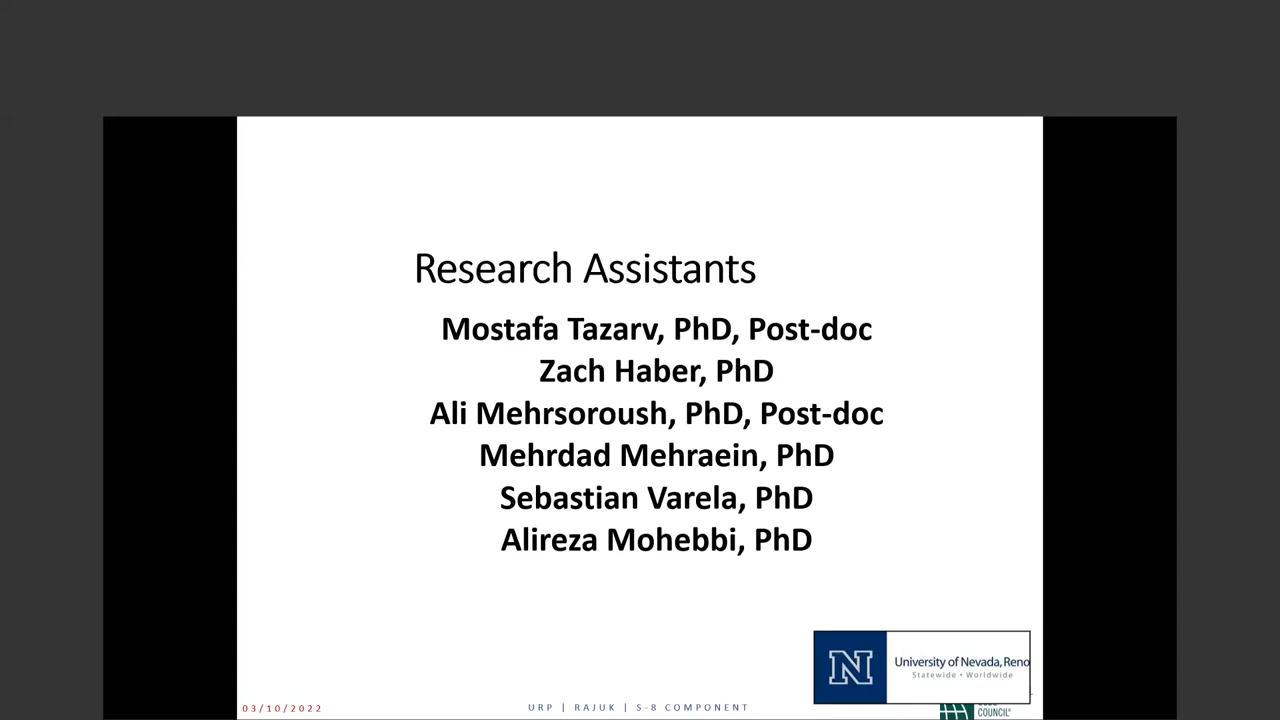 Research Assistants
Mostafa Tazarv, PhD, Post-doc
Zach Haber, PhD
Ali Mehrsoroush, PhD, Post-doc
Mehrdad Mehraein, PhD
Sebastian Varela, PhD
Alireza Mohebbi, PhD
N
University of Nevada, Reno
Statewide • Worldwide
03/10/2022
URP | RAJUK | S-8 COMPONENT
COUNCIL®